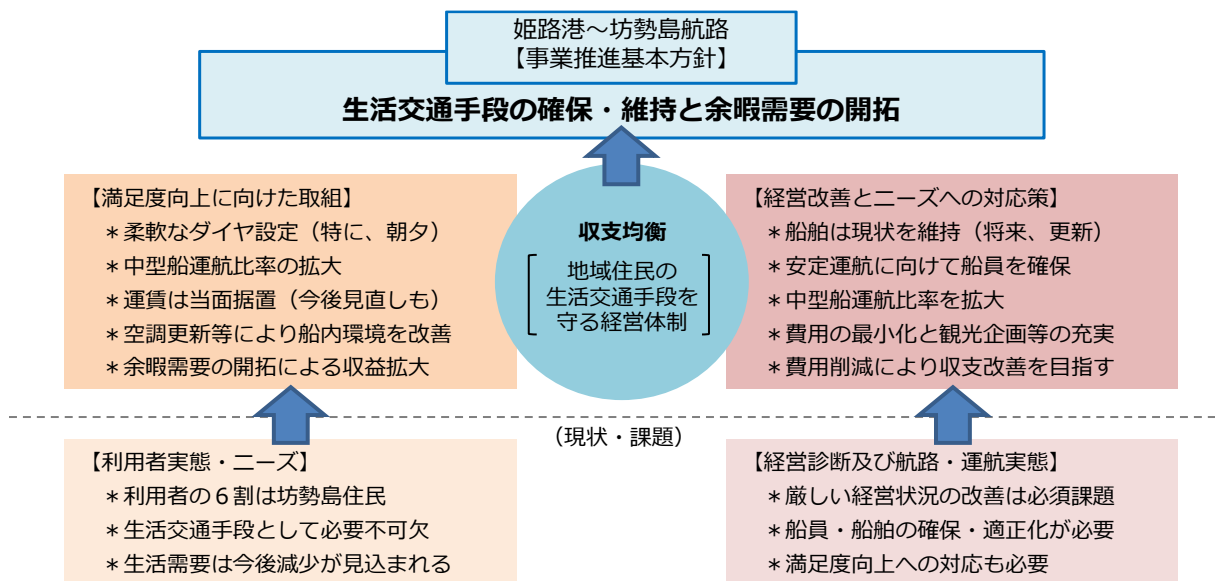 姫路港~坊勢島航路
【事業推進基本方針】
生活交通手段の確保・維持と余暇需要の開拓
【満足度向上に向けた取組】
＊柔軟なダイヤ設定（特に、朝夕）
＊中型船運航比率の拡大
＊運賃は当面据置（今後見直しも）
＊空調更新等により船内環境を改善
＊余暇需要の開拓による収益拡大
収支均衡
地域住民の
生活交通手段を
守る経営体制
【経営改善とニーズへの対応策】
＊船舶は現状を維持（将来、更新）
＊安定運航に向けて船員を確保
＊中型船運航比率を拡大
＊費用の最小化と観光企画等の充実
＊費用削減により収支改善を目指す
（現状・課題）
【利用者実態・ニーズ】
＊利用者の６割は坊勢島住民
＊生活交通手段として必要不可欠
＊生活需要は今後減少が見込まれる
【経営診断及び航路・運航実態】
＊厳しい経営状況の改善は必須課題
＊船員・船舶の確保・適正化が必要
＊満足度向上への対応も必要